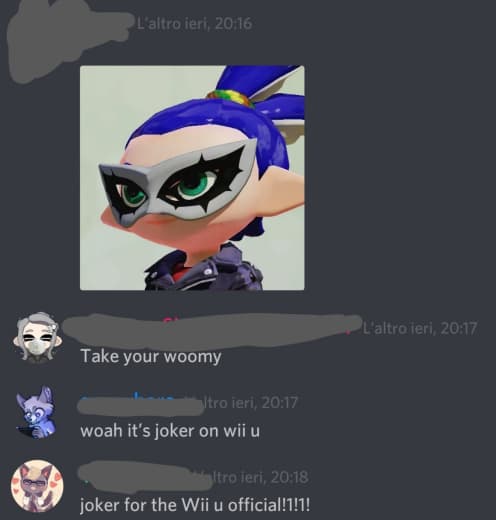 L'altro ieri, 20:16
L'altro ieri, 20:17
Take your woomy
ltro ieri, 20:17
woah it's joker on wii u
ltro ieri, 20:18
joker for the Wii u official!1!1!